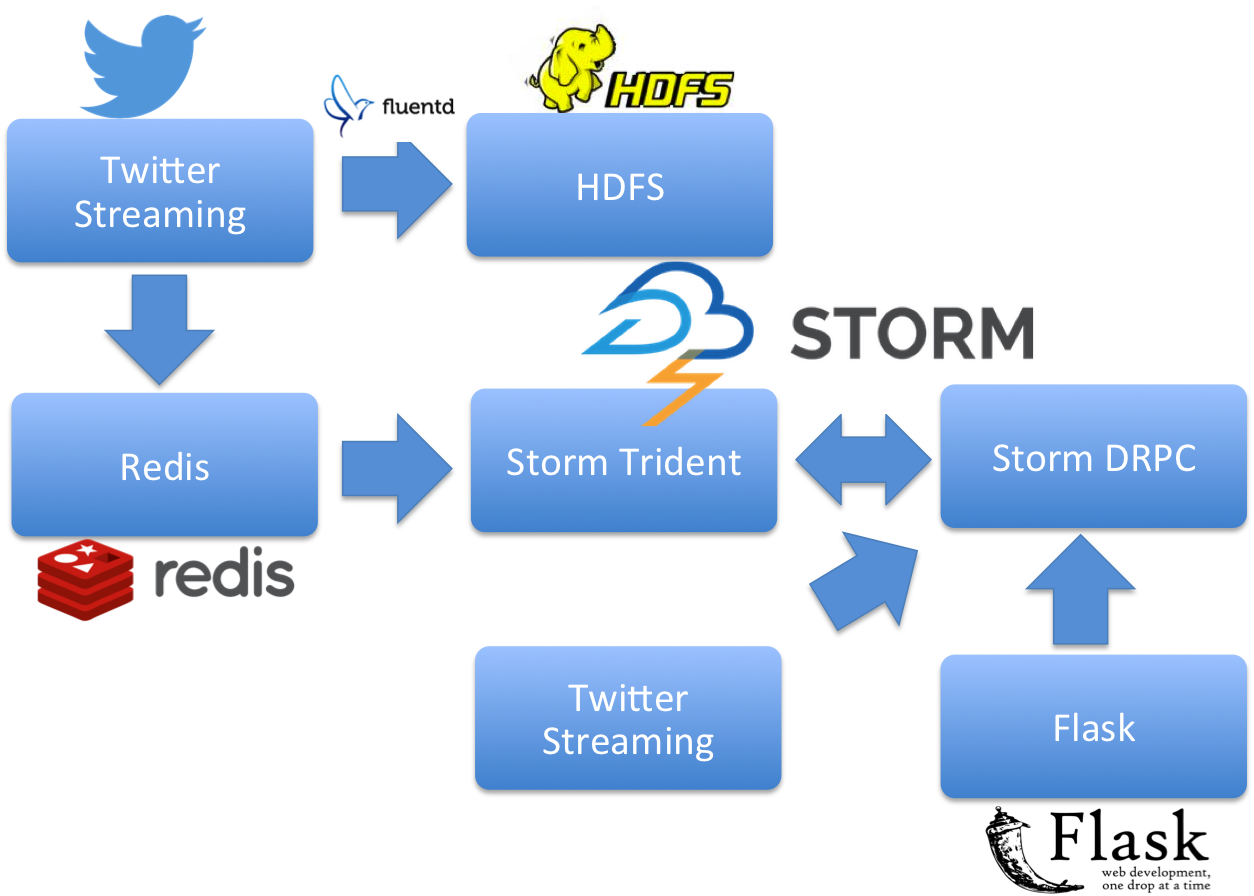 fluentd
HDFS
Twitter
Streaming
HDFS
STORM
Redis
Storm Trident
Storm DRPC
redis
Twitter
Streaming
Flask
Flask
web development,
one drop at a time